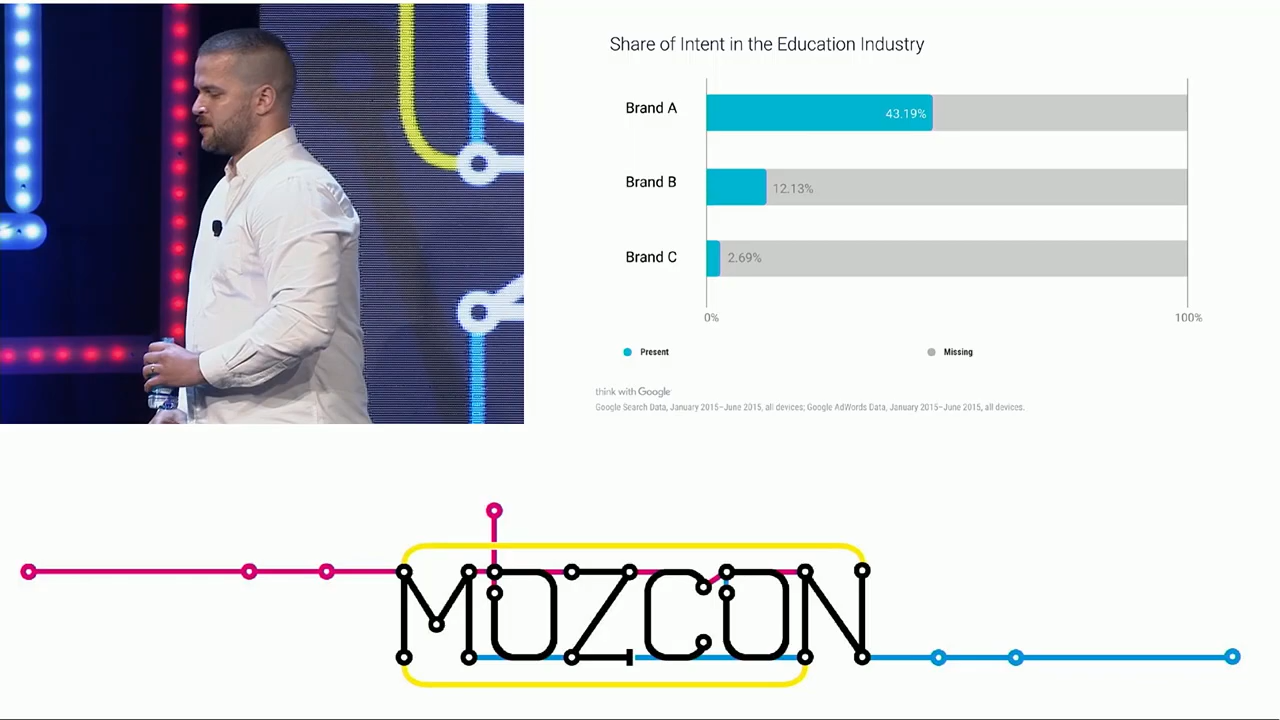 Share of Intent in the Education Industry
Brand A
43.19%
Brand B
12.13%
Brand C
2.69%
0%
100%
Present
Missing
think with Google
Google Search Data, January 2015–June 2015, all devices; Google AdWords Data, January 2015–June 2015, all devices.
MOZCON